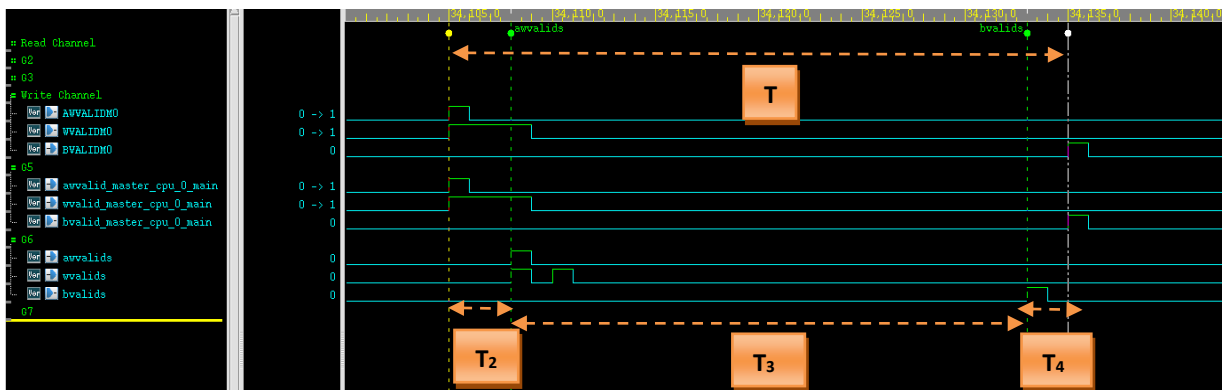 34,105,0 34,110,0 34,115,0 34,120,0 34,125,0 34,130,0 34,135,0 34,140,0
awvalids bvalids
Read Channel
G2
G3
T
Write Channel
AWVALIDM0 0 -> 1
WVALIDM0 0 -> 1
BVALIDM0 0
G5
awvalid_master_cpu_0_main 0 -> 1
wvalid_master_cpu_0_main 0 -> 1
bvalid_master_cpu_0_main 0
G6
awvalids 0
wvalids 0
bvalids 0
G7
T2 T3 T4